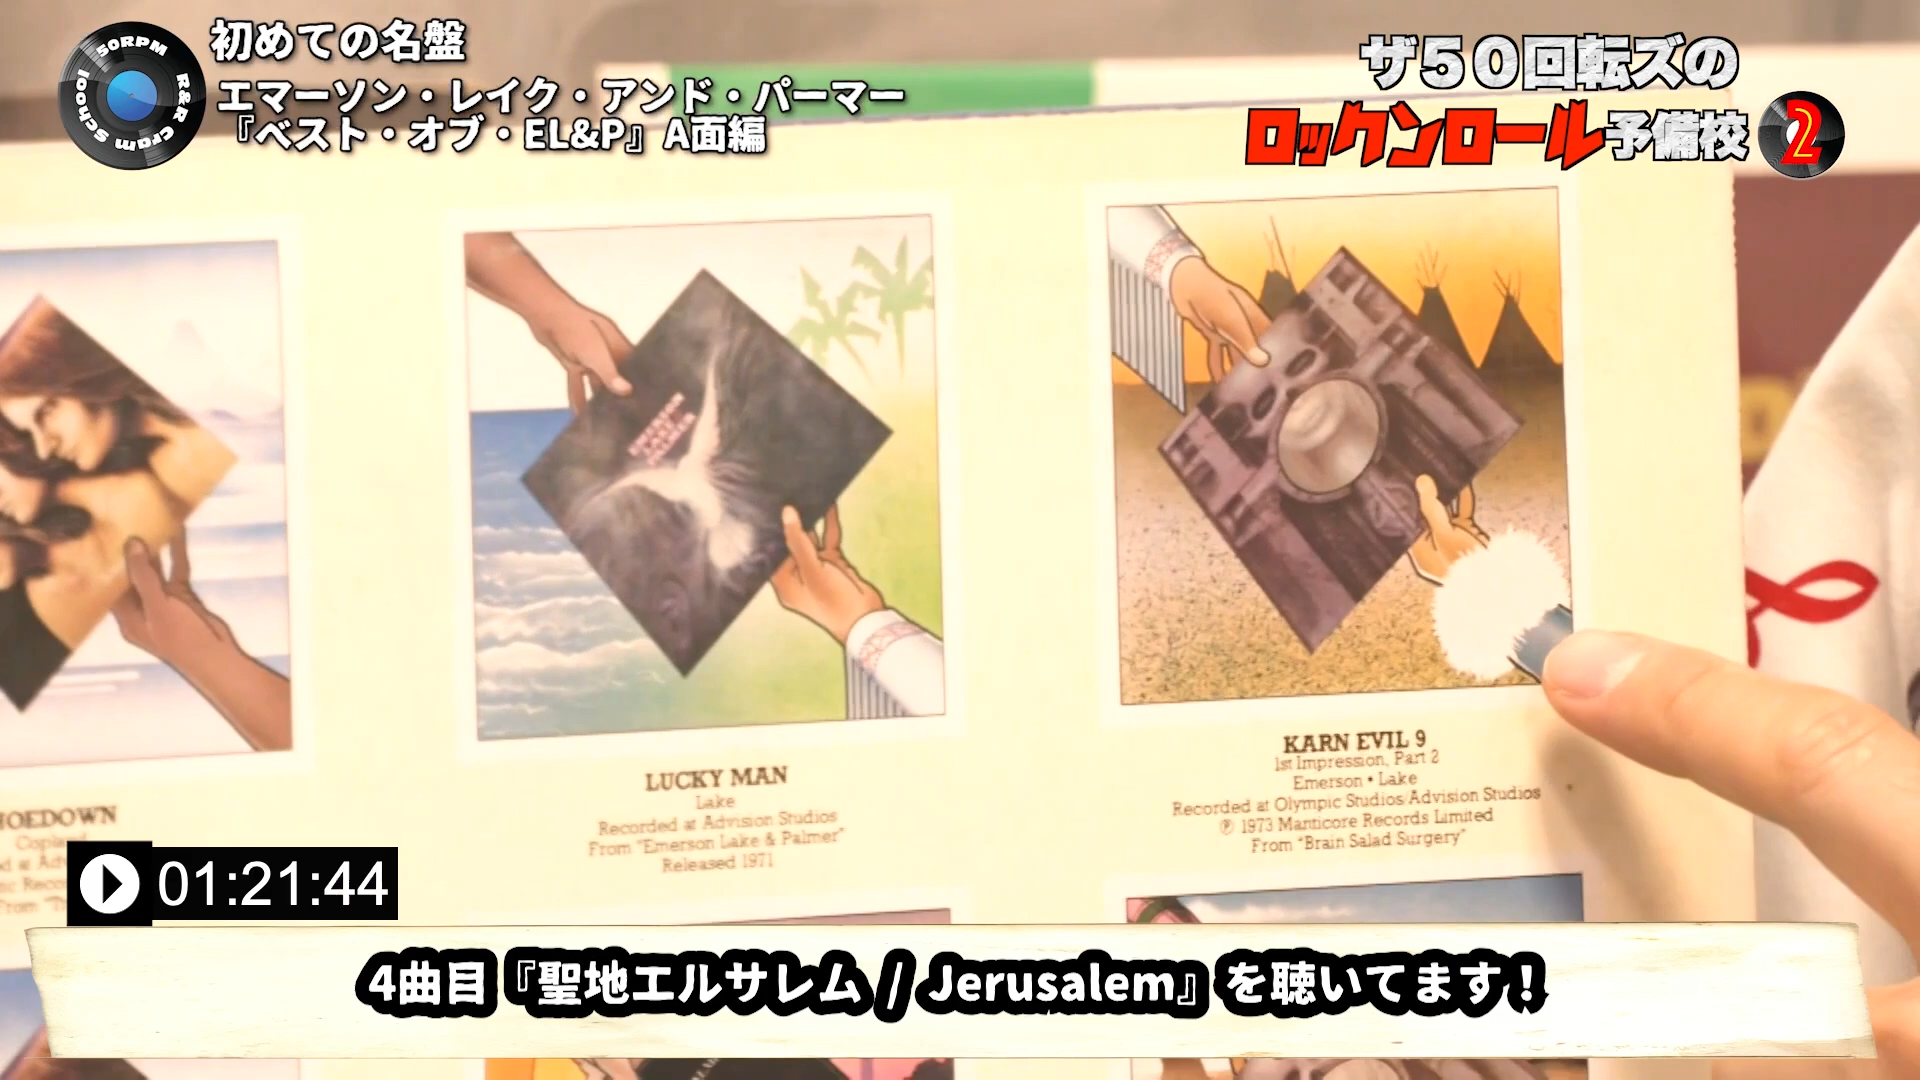 50RPM
R&R Cram School
初めての名盤
エマーソン・レイク・アンド・パーマー
『ベスト・オブ・EL&P』A面編
ザ50回転ズの
ロックンロール予備校
2
HOEDOWN
LUCKY MAN
Lake
Recorded at Advision Studios
From "Emerson Lake & Palmer"
Released 1971
KARN EVIL 9
1st Impression, Part 2
Emerson • Lake
Recorded at Olympic Studios/Advision Studios
℗ 1973 Manticore Records Limited
From "Brain Salad Surgery"
01:21:44
4曲目『聖地エルサレム / Jerusalem』を聴いてます!